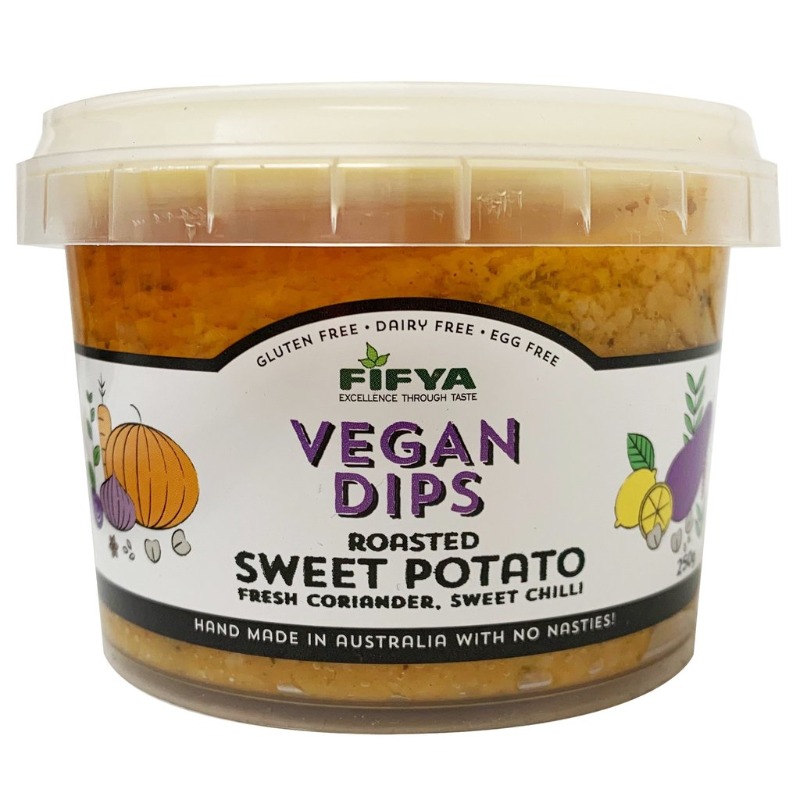 GLUTEN FREE • DAIRY FREE • EGG FREE
FIFYA
EXCELLENCE THROUGH TASTE
VEGAN
DIPS
ROASTED
SWEET POTATO
FRESH CORIANDER, SWEET CHILLI
250g
HAND MADE IN AUSTRALIA WITH NO NASTIES!